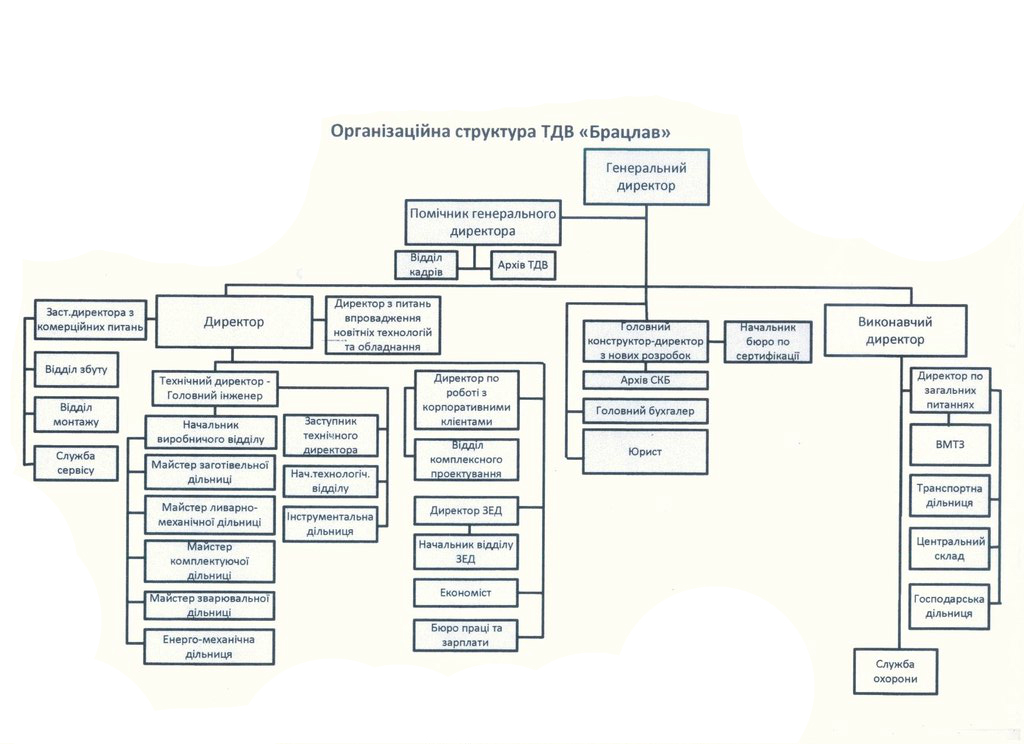 Організаційна структура ТДВ «Брацлав»
Генеральний
директор
Помічник генерального
директора
Відділ
кадрів
Архів ТДВ
Заст.директора з
комерційних питань
Відділ збуту
Відділ
монтажу
Служба
сервісу
Директор
Директор з питань
впровадження
новітніх технологій
та обладнання
Технічний директор -
Головний інженер
Начальник
виробничого відділу
Майстер заготівельної
дільниці
Майстер ливарно-
механічної дільниці
Майстер
комплектуючої
дільниці
Майстер зварювальної
дільниці
Енерго-механічна
дільниця
Заступник
технічного
директора
Нач.технологіч.
відділу
Інструментальна
дільниця
Директор по
роботі з
корпоративними
клієнтами
Відділ
комплексного
проектування
Директор ЗЕД
Начальник відділу
ЗЕД
Економіст
Бюро праці та
зарплати
Головний
конструктор-директор
з нових розробок
Начальник
бюро по
сертифікації
Архів СКБ
Головний бухгалер
Юрист
Виконавчий
директор
Директор по
загальних
питаннях
ВМТЗ
Транспортна
дільниця
Центральний
склад
Господарська
дільниця
Служба
охорони